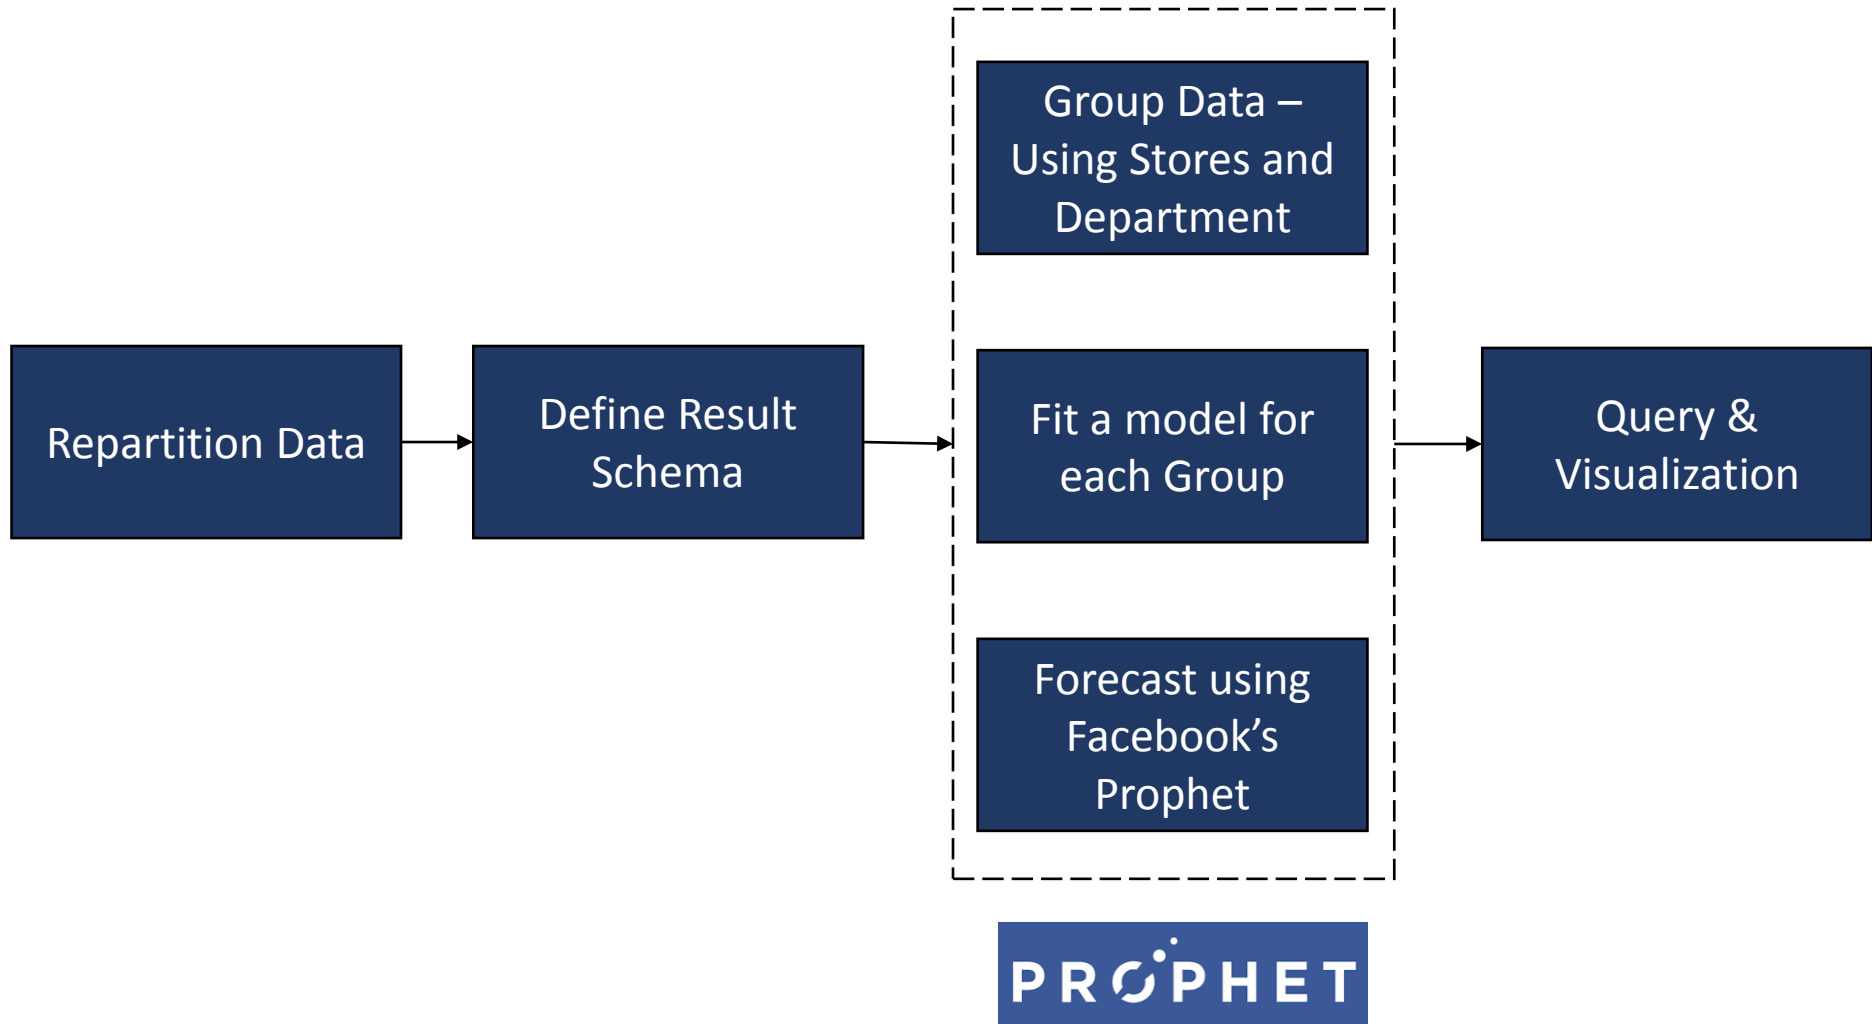 Repartition Data
Define Result
Schema
Group Data –
Using Stores and
Department
Fit a model for
each Group
Forecast using
Facebook’s
Prophet
Query &
Visualization
PROPHET